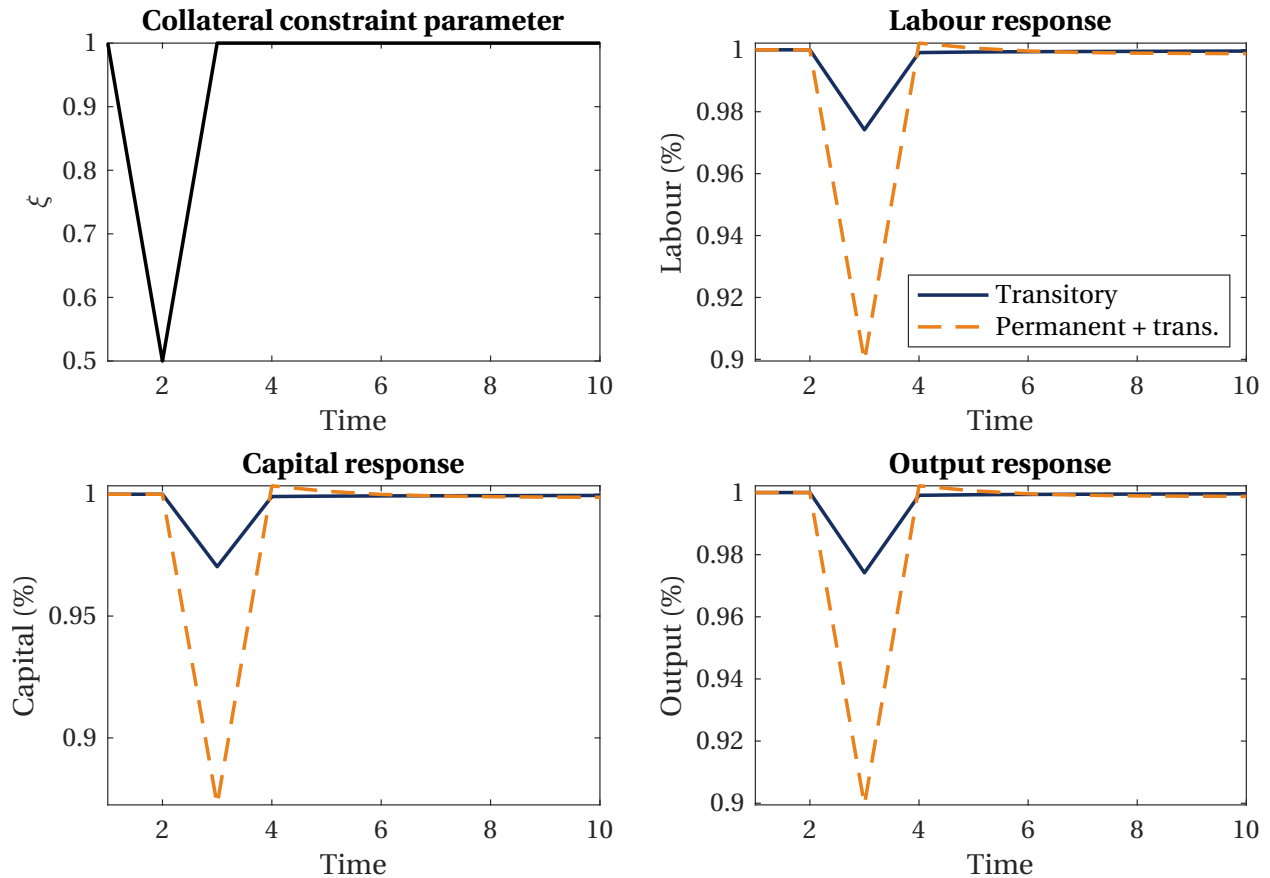 Collateral constraint parameter
1
0.9
0.8
0.7
0.6
0.5
ξ
2
4
6
8
10
Time
Labour response
1
0.98
0.96
0.94
0.92
0.9
Labour (%)
Transitory
Permanent + trans.
2
4
6
8
10
Time
Capital response
1
0.95
0.9
Capital (%)
2
4
6
8
10
Time
Output response
1
0.98
0.96
0.94
0.92
0.9
Output (%)
2
4
6
8
10
Time